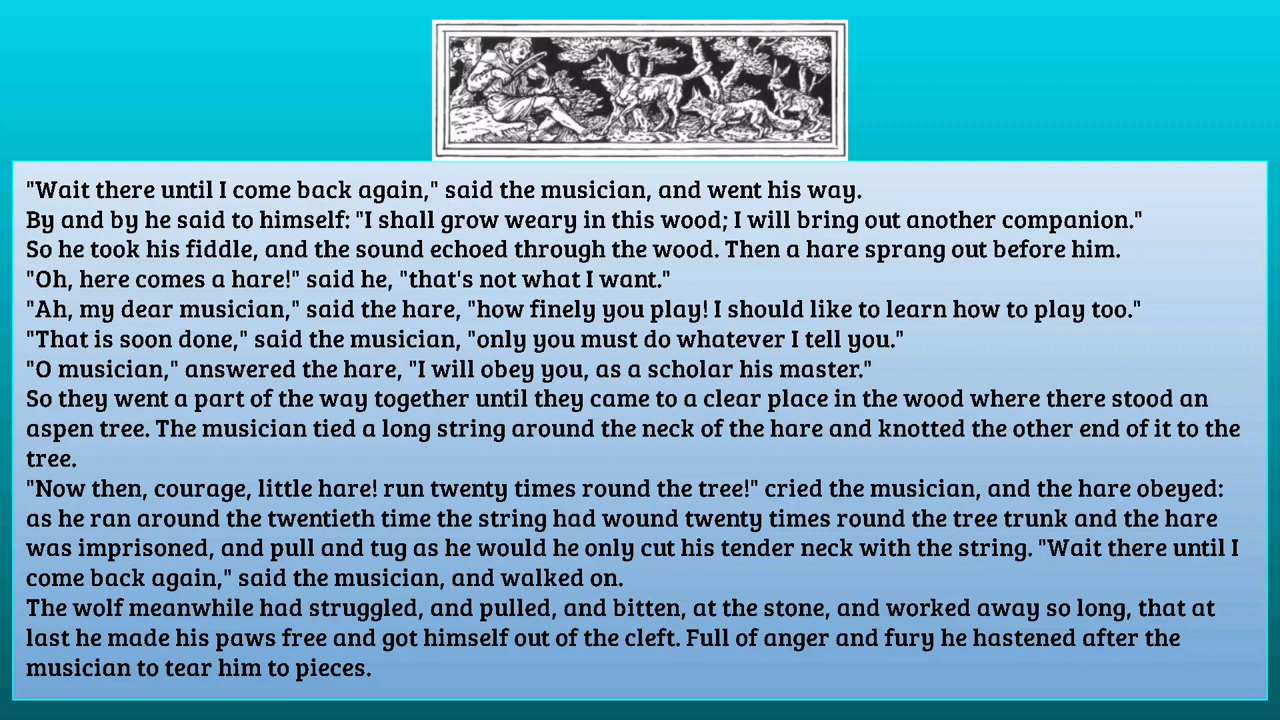 "Wait there until I come back again," said the musician, and went his way.
By and by he said to himself: "I shall grow weary in this wood; I will bring out another companion."
So he took his fiddle, and the sound echoed through the wood. Then a hare sprang out before him.
"Oh, here comes a hare!" said he, "that's not what I want."
"Ah, my dear musician," said the hare, "how finely you play! I should like to learn how to play too."
"That is soon done," said the musician, "only you must do whatever I tell you."
"O musician," answered the hare, "I will obey you, as a scholar his master."
So they went a part of the way together until they came to a clear place in the wood where there stood an
aspen tree. The musician tied a long string around the neck of the hare and knotted the other end of it to the
tree.
"Now then, courage, little hare! run twenty times round the tree!" cried the musician, and the hare obeyed:
as he ran around the twentieth time the string had wound twenty times round the tree trunk and the hare
was imprisoned, and pull and tug as he would he only cut his tender neck with the string. "Wait there until I
come back again," said the musician, and walked on.
The wolf meanwhile had struggled, and pulled, and bitten, at the stone, and worked away so long, that at
last he made his paws free and got himself out of the cleft. Full of anger and fury he hastened after the
musician to tear him to pieces.